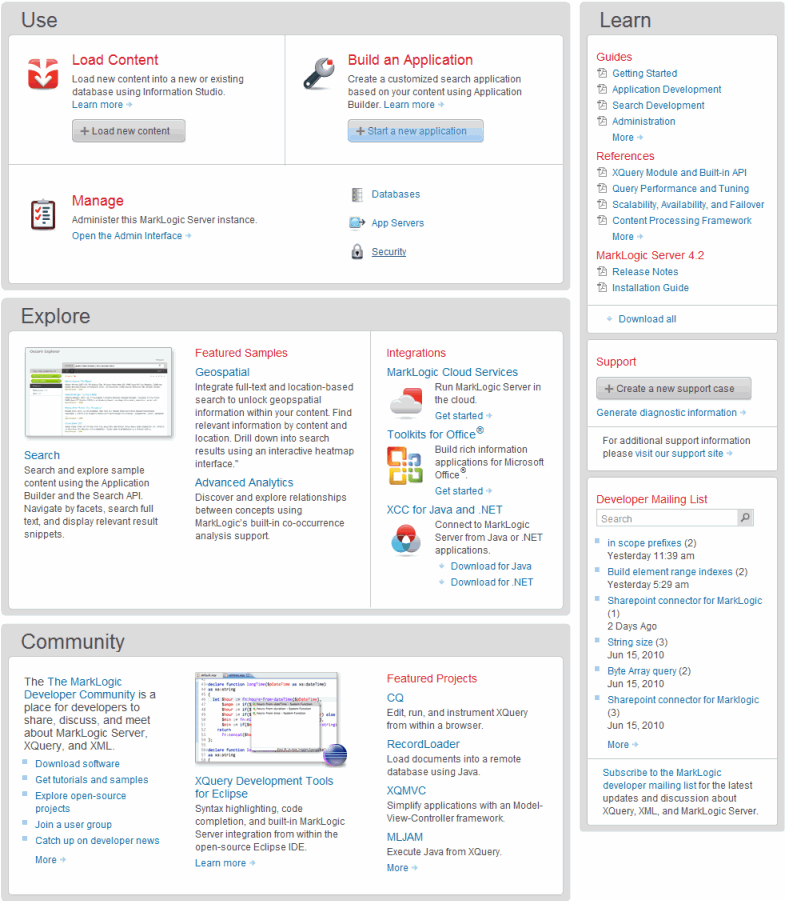 Use
Load Content
Load new content into a new or existing
database using Information Studio.
Learn more
Load new content
Build an Application
Create a customized search application
based on your content using Application
Builder. Learn more
Start a new application
Manage
Administer this MarkLogic Server instance.
Open the Admin Interface
Databases
App Servers
Security
Explore
Search
Search and explore sample
content using the Application
Builder and the Search API.
Navigate by facets, search full
text, and display relevant result
snippets.
Featured Samples
Geospatial
Integrate full-text and location-based
search to unlock geospatial
information within your content. Find
relevant information by content and
location. Drill down into search
results using an interactive heatmap
interface."
Advanced Analytics
Discover and explore relationships
between concepts using
MarkLogic's built-in co-occurrence
analysis support.
Integrations
MarkLogic Cloud Services
Run MarkLogic Server in
the cloud.
Get started
Toolkits for Office®
Build rich information
applications for Microsoft
Office®.
Get started
XCC for Java and .NET
Connect to MarkLogic
Server from Java or .NET
applications.
Download for Java
Download for .NET
Community
The The MarkLogic
Developer Community is a
place for developers to
share, discuss, and meet
about MarkLogic Server,
XQuery, and XML.
Download software
Get tutorials and samples
Explore open-source
projects
Join a user group
Catch up on developer news
More
XQuery Development Tools
for Eclipse
Syntax highlighting, code
completion, and built-in MarkLogic
Server integration from within the
open-source Eclipse IDE.
Learn more
Featured Projects
CQ
Edit, run, and instrument XQuery
from within a browser.
RecordLoader
Load documents into a remote
database using Java.
XQMVC
Simplify applications with an Model-
View-Controller framework.
MLJAM
Execute Java from XQuery.
More
Learn
Guides
Getting Started
Application Development
Search Development
Administration
More
References
XQuery Module and Built-in API
Query Performance and Tuning
Scalability, Availability, and Failover
Content Processing Framework
More
MarkLogic Server 4.2
Release Notes
Installation Guide
Download all
Support
Create a new support case
Generate diagnostic information
For additional support information
please visit our support site
Developer Mailing List
Search
in scope prefixes (2)
Yesterday 11:39 am
Build element range indexes (2)
Yesterday 5:29 am
Sharepoint connector for MarkLogic
(1)
2 Days Ago
String size (3)
Jun 15, 2010
Byte Array query (2)
Jun 15, 2010
Sharepoint connector for Marklogic
(3)
Jun 15, 2010
More
Subscribe to the MarkLogic
developer mailing list for the latest
updates and discussion about
XQuery, XML, and MarkLogic Server.